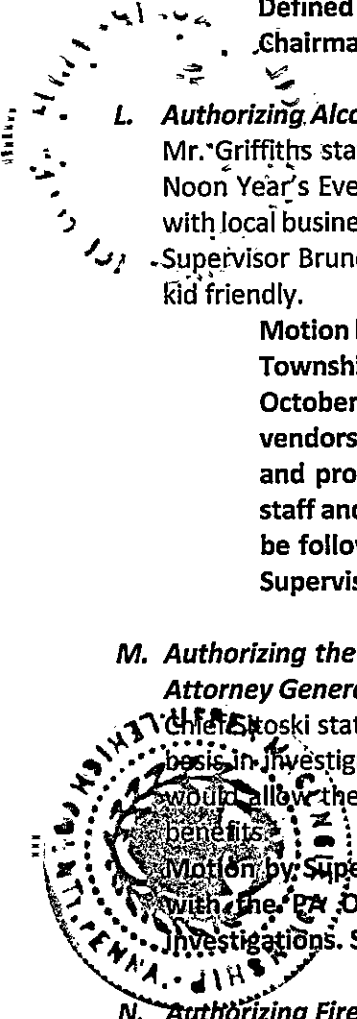 Defined
Chairma
L. Authorizing Alco
Mr. Griffiths sta
Noon Year's Eve
with local busine
Supervisor Brun
kid friendly.
Motion
Townshi
October
vendors
and pro
staff and
be follow
Supervis
M. Authorizing the
Attorney Genera
Chief Sitoski stat
basis in investig
would allow the
benefits.
Motion by Supe
with the PA O
Investigations. S
N. Authorizing Fire